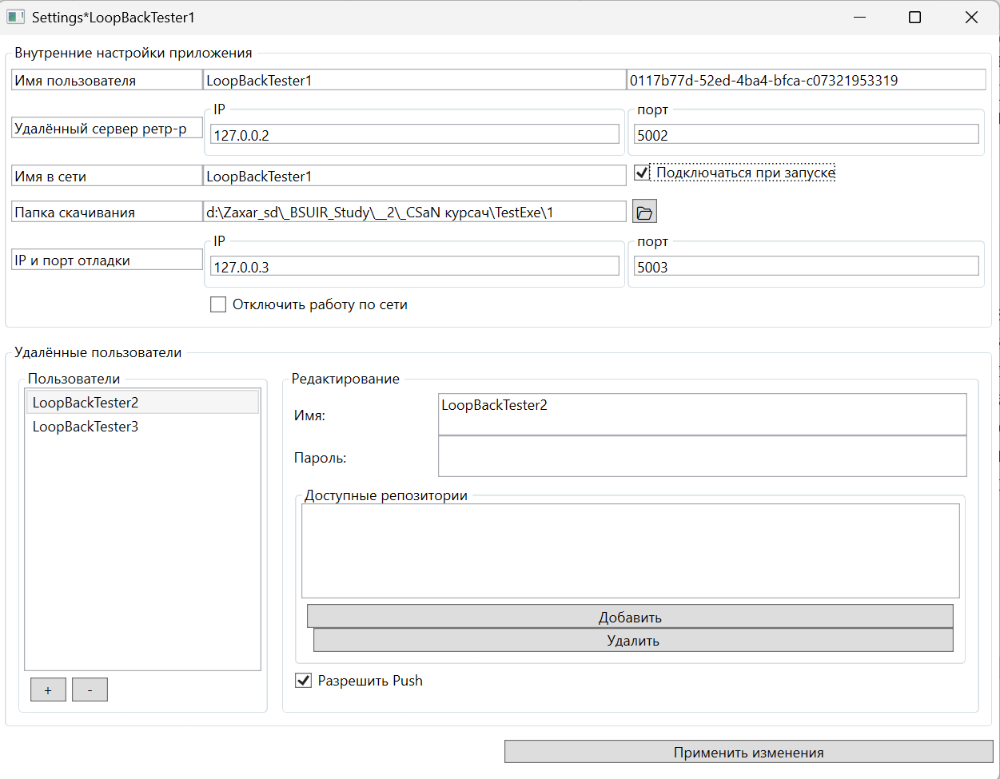 Settings*LoopBackTester1
Внутренние настройки приложения
Имя пользователя LoopBackTester1 0117b77d-52ed-4ba4-bfca-c07321953319
IP порт
Удалённый сервер ретр-р 127.0.0.2 5002
Имя в сети LoopBackTester1 Подключаться при запуске
Папка скачивания d:\Zaxar_sd\_BSUIR_Study\__2\_CSaN курсач\TestExe\1
IP порт
IP и порт отладки 127.0.0.3 5003
Отключить работу по сети
Удалённые пользователи
Пользователи
LoopBackTester2
LoopBackTester3
+ -
Редактирование
Имя: LoopBackTester2
Пароль:
Доступные репозитории
Добавить
Удалить
Разрешить Push
Применить изменения